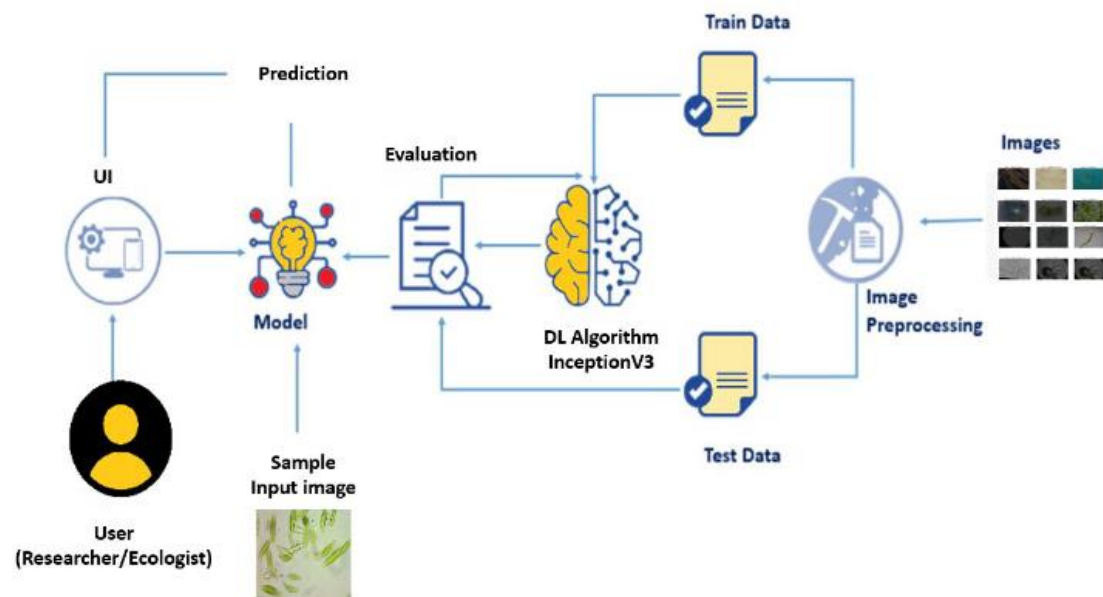 Train Data
Prediction
Images
Evaluation
UI
Model
Image
Preprocessing
DL Algorithm
InceptionV3
Test Data
Sample
Input image
User
(Researcher/Ecologist)